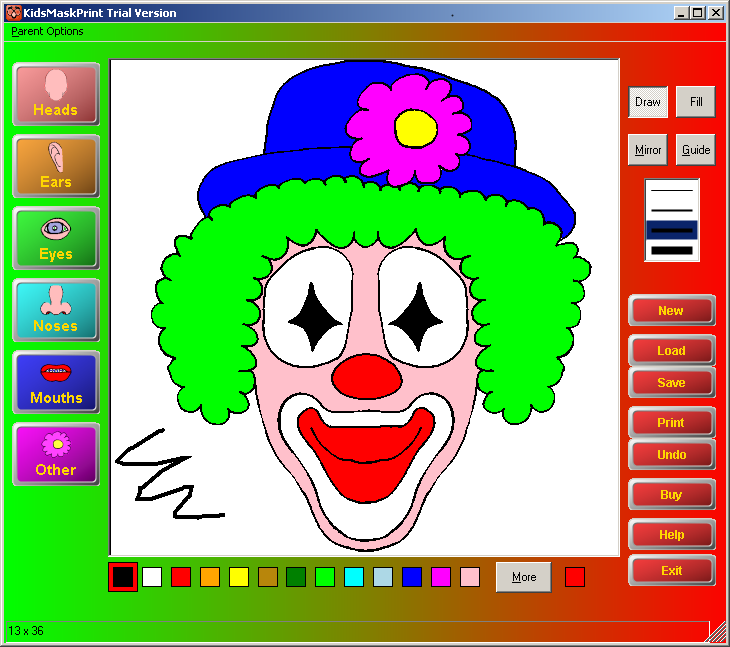 KidsMaskPrint Trial Version
Parent Options
Heads
Ears
Eyes
Noses
Mouths
Other
Draw
Fill
Mirror
Guide
New
Load
Save
Print
Undo
Buy
Help
Exit
More
13 x 36